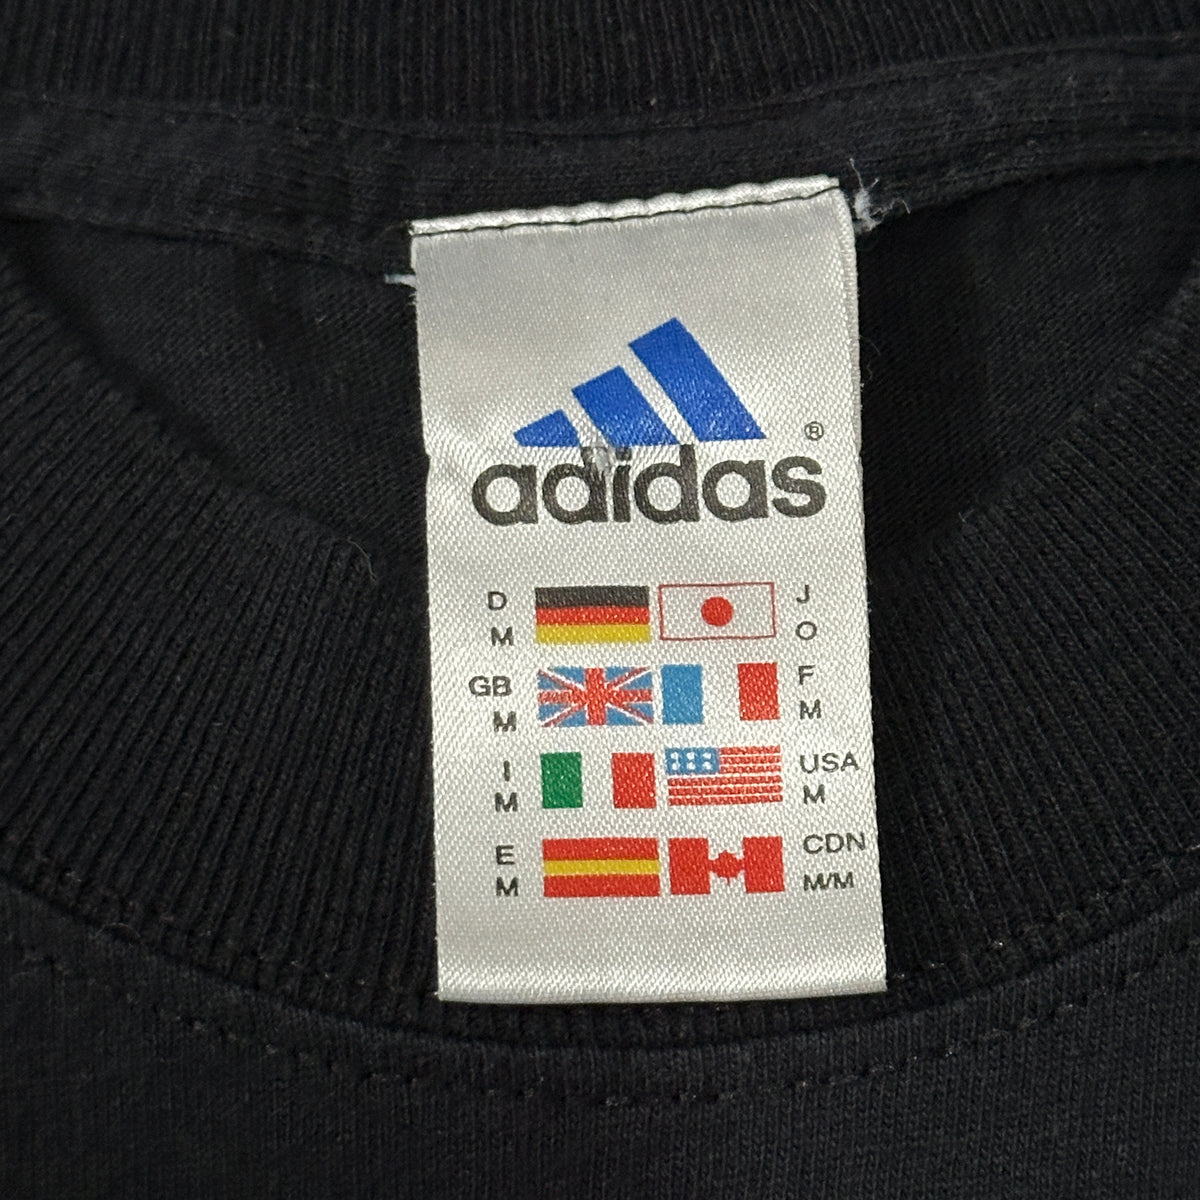 adidas®
D J
M O
GB F
M M
I USA
M M
E CDN
M M/M